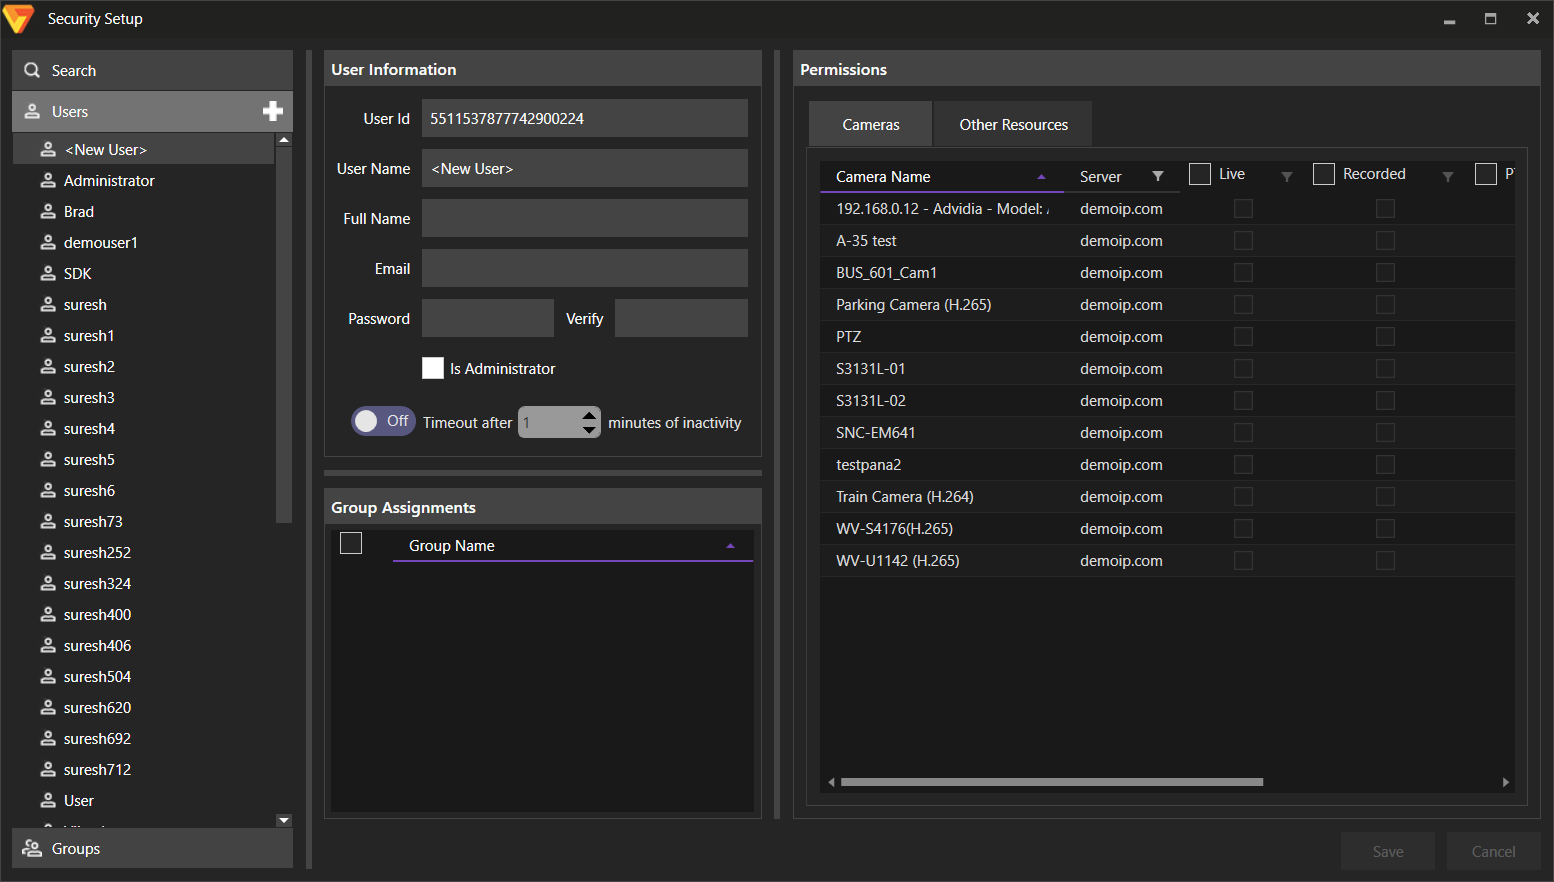 Security Setup
Search
Users
<New User>
Administrator
Brad
demouser1
SDK
suresh
suresh1
suresh2
suresh3
suresh4
suresh5
suresh6
suresh73
suresh252
suresh324
suresh400
suresh406
suresh504
suresh620
suresh692
suresh712
User
Groups
User Information
User Id 5511537877742900224
User Name <New User>
Full Name
Email
Password Verify
Is Administrator
Off Timeout after 1 minutes of inactivity
Group Assignments
Group Name
Permissions
Cameras Other Resources
Camera Name Server Live Recorded
192.168.0.12 - Advidia - Model: demoip.com
A-35 test demoip.com
BUS_601_Cam1 demoip.com
Parking Camera (H.265) demoip.com
PTZ demoip.com
S3131L-01 demoip.com
S3131L-02 demoip.com
SNC-EM641 demoip.com
testpana2 demoip.com
Train Camera (H.264) demoip.com
WV-S4176(H.265) demoip.com
WV-U1142 (H.265) demoip.com
Save Cancel